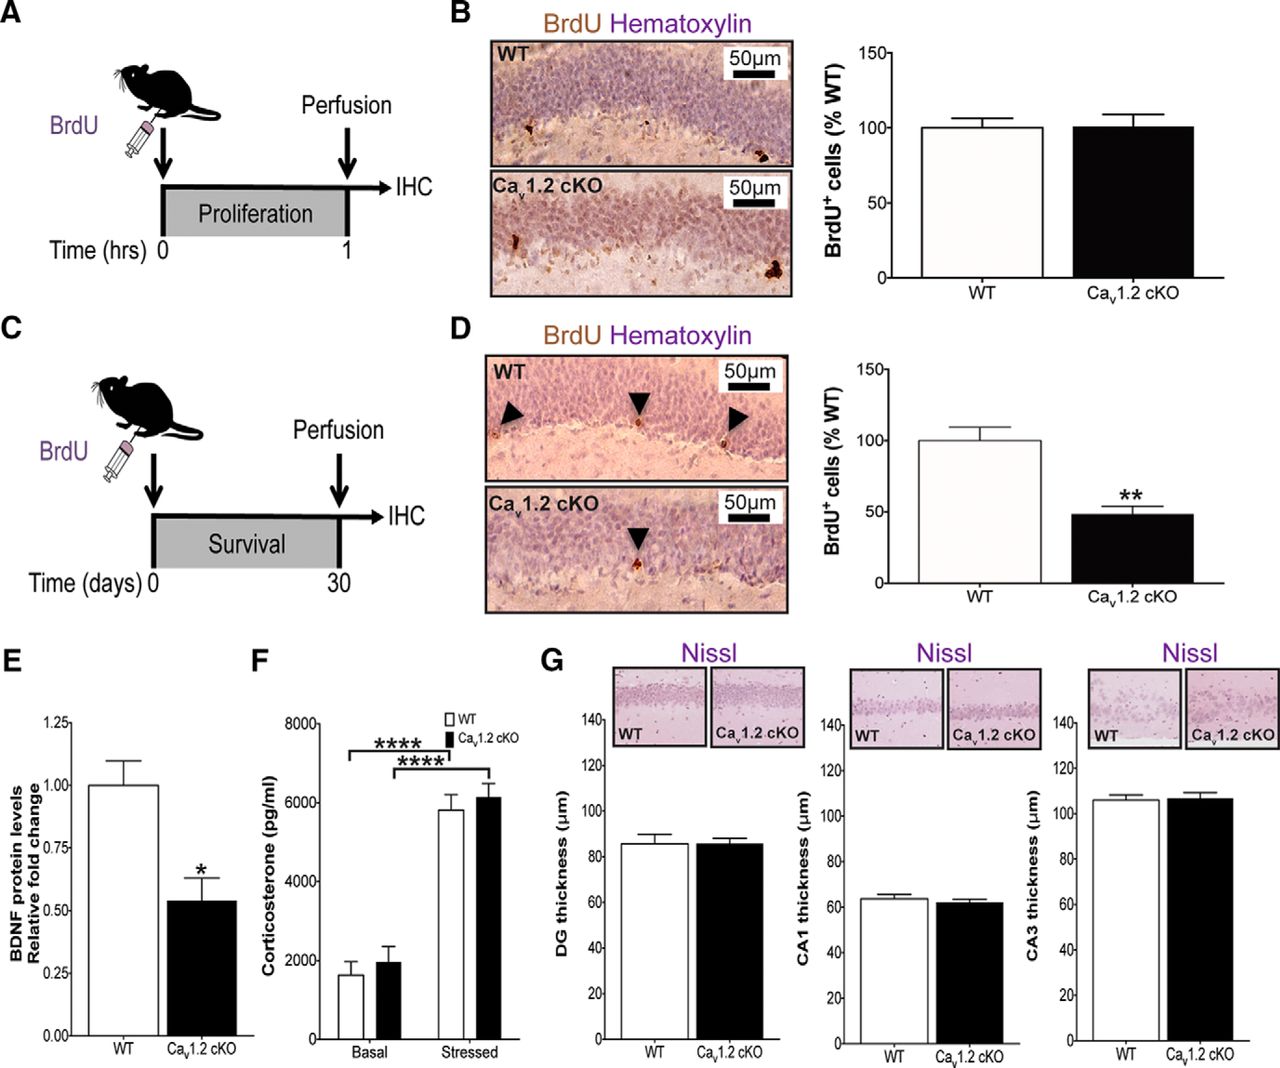 A
BrdU
Perfusion
IHC
Proliferation
Time (hrs) 0 1
B
BrdU Hematoxylin
WT
50µm
Cav1.2 cKO
50µm
BrdU+ cells (% WT)
150
100
50
0
WT Cav1.2 cKO
C
BrdU
Perfusion
IHC
Survival
Time (days) 0 30
D
BrdU Hematoxylin
WT
50µm
Cav1.2 cKO
50µm
BrdU+ cells (% WT)
150
100
50
0
**
WT Cav1.2 cKO
E
BDNF protein levels
Relative fold change
1.25
1.00
0.75
0.50
0.25
0.00
*
WT Cav1.2 cKO
F
Corticosterone (pg/ml)
8000
6000
4000
2000
0
WT
Cav1.2 cKO
****
****
Basal Stressed
G
Nissl
WT Cav1.2 cKO
DG thickness (µm)
140
120
100
80
60
40
20
0
WT Cav1.2 cKO
Nissl
WT Cav1.2 cKO
CA1 thickness (µm)
140
120
100
80
60
40
20
0
WT Cav1.2 cKO
Nissl
WT Cav1.2 cKO
CA3 thickness (µm)
140
120
100
80
60
40
20
0
WT Cav1.2 cKO